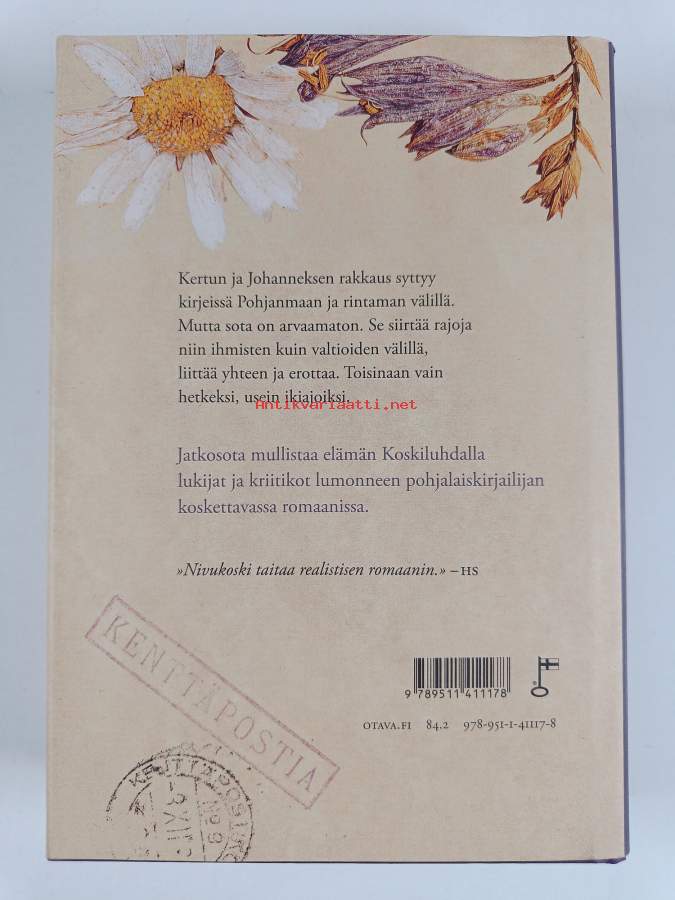 Kertun ja Johanneksen rakkaus syttyy
kirjeissä Pohjanmaan ja rintaman välillä.
Mutta sota on arvaamaton. Se siirtää rajoja
niin ihmisten kuin valtioiden välillä,
liittää yhteen ja erottaa. Toisinaan vain
hetkeksi, usein ikiajoiksi.
Antikvariaatti.net
Jatkosota mullistaa elämän Koskiluhdalla
lukijat ja kriitikot lumonneen pohjalaiskirjailijan
koskettavassa romaanissa.
»Nivukoski taitaa realistisen romaanin.» – HS
KENTTÄPOSTIA
9 789511 411178
OTAVA.FI 84.2 978-951-1-41117-8
No 9